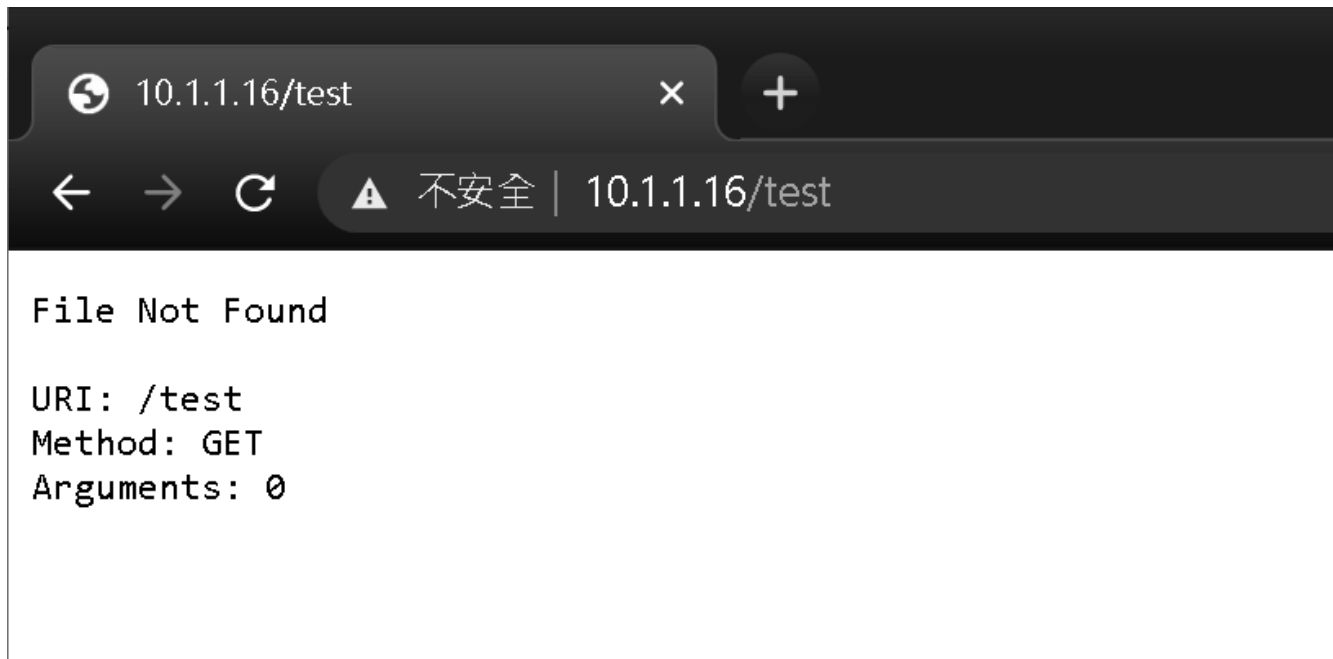 10.1.1.16/test
不安全 | 10.1.1.16/test
File Not Found
URI: /test
Method: GET
Arguments: 0